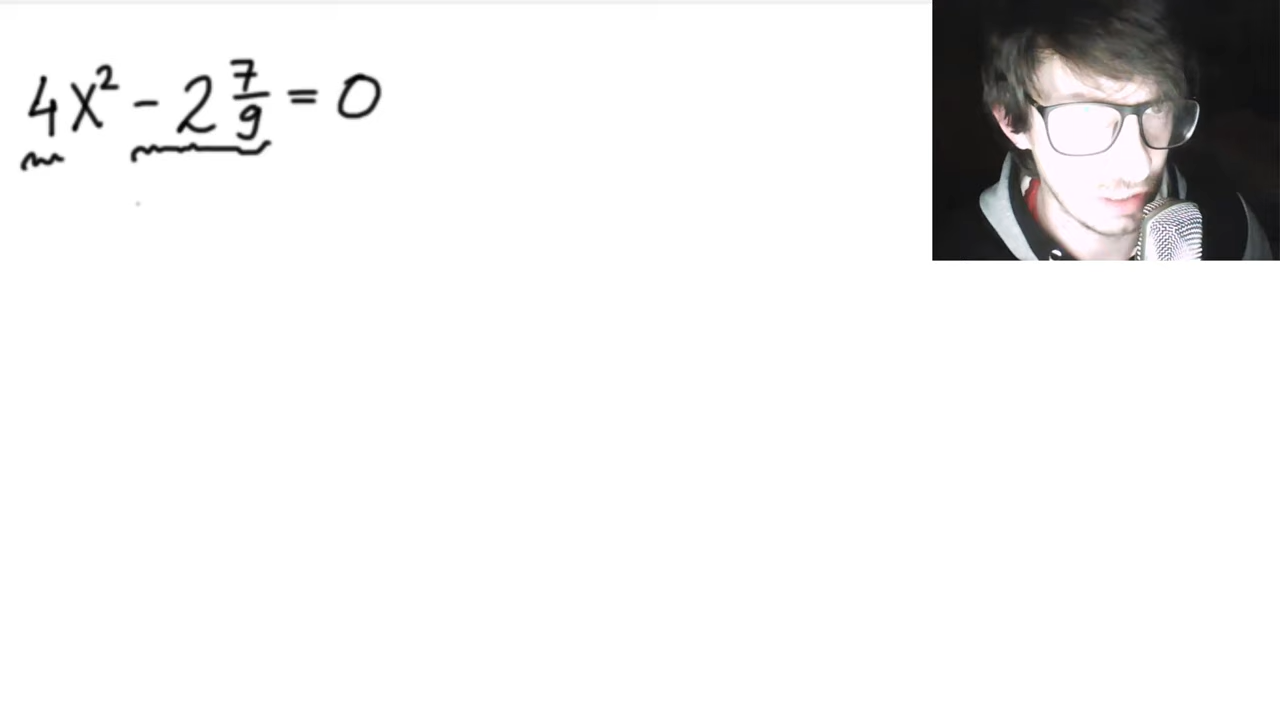 4x² - 2 7/9 = 0